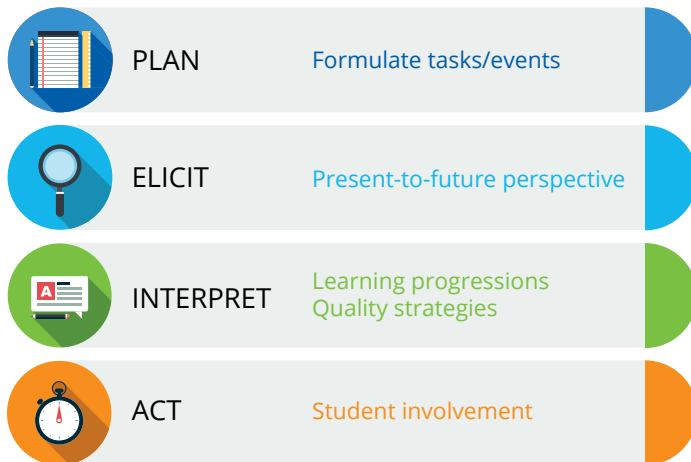 PLAN
Formulate tasks/events
ELICIT
Present-to-future perspective
A
INTERPRET
Learning progressions
Quality strategies
ACT
Student involvement